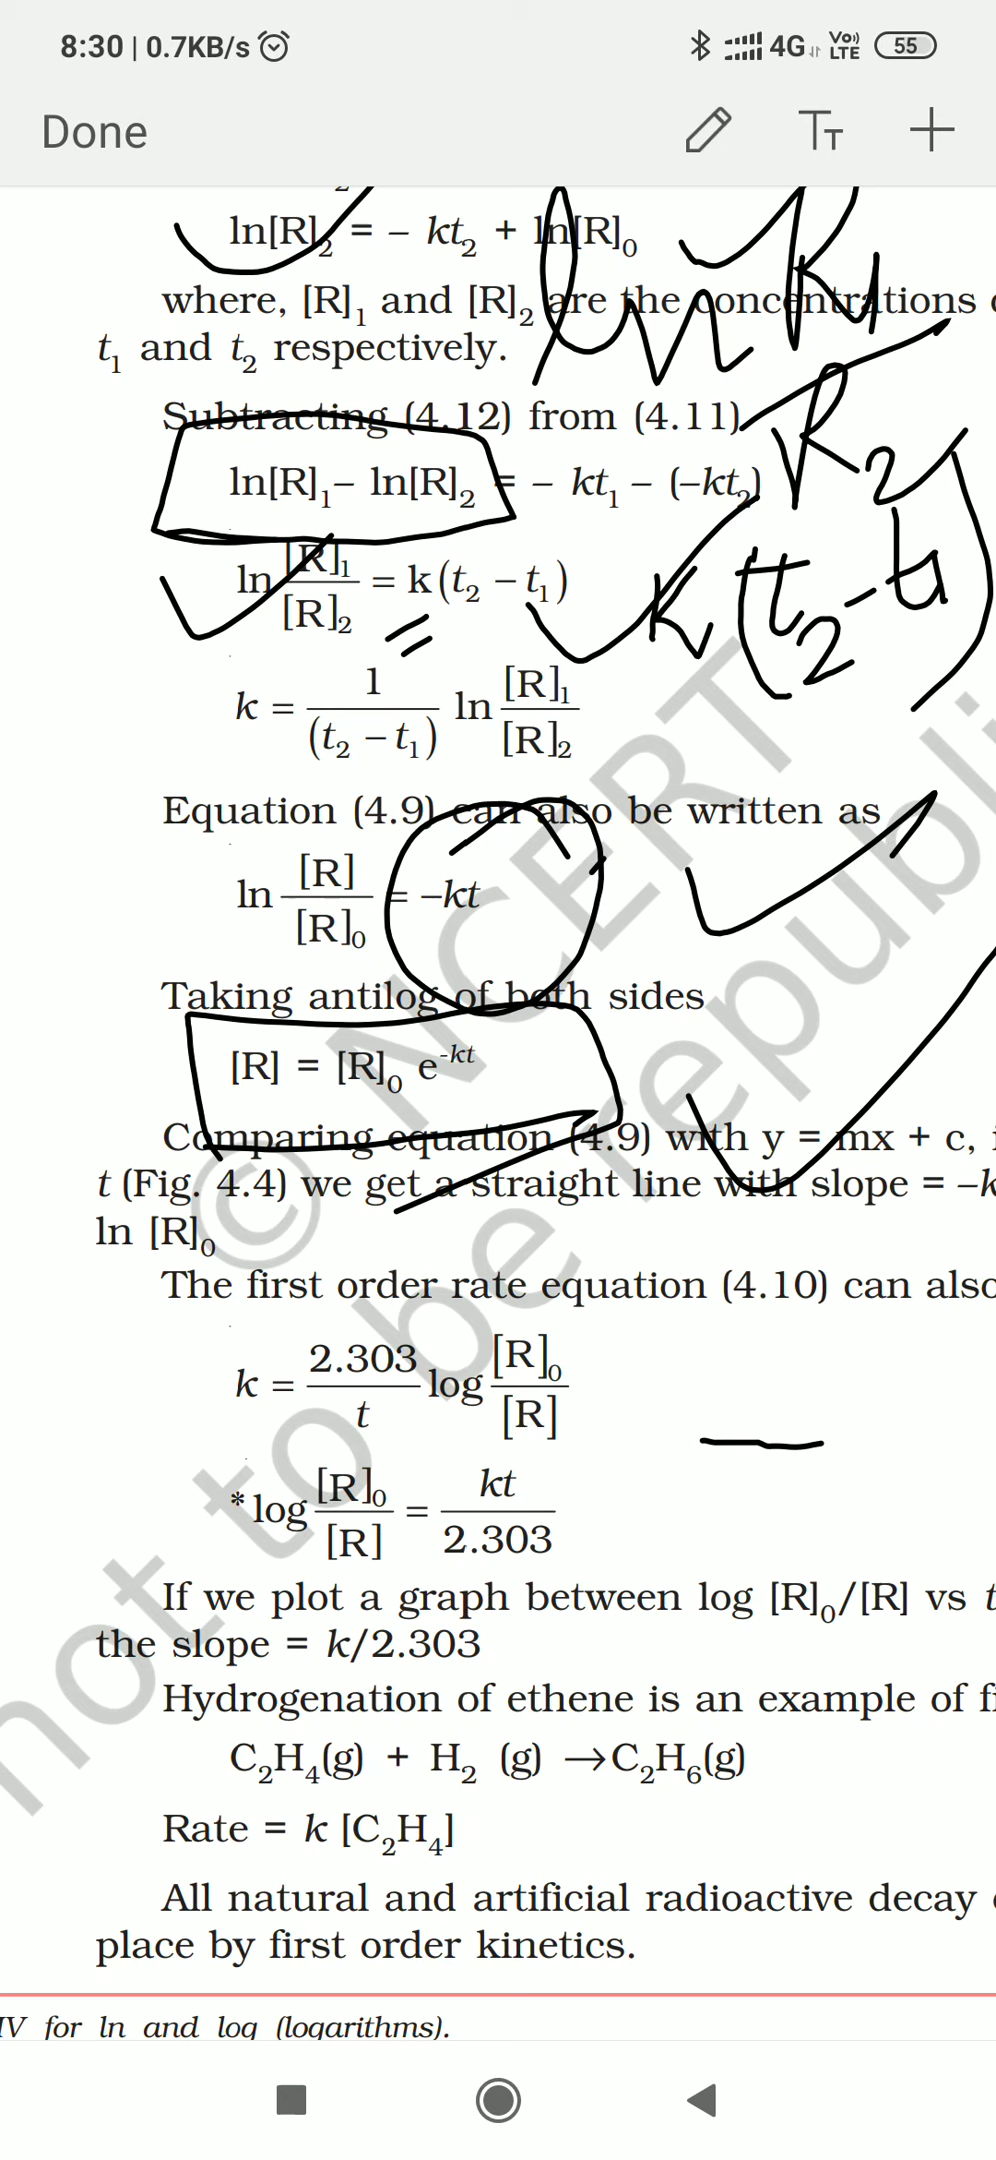 8:30 | 0.7KB/s
4G Vo)) LTE 55
Done
TT +
ln[R]₂ = – kt₂ + ln[R]₀
where, [R]₁ and [R]₂ are the concentrations
t₁ and t₂ respectively.
Subtracting (4.12) from (4.11)
ln[R]₁– ln[R]₂ = – kt₁ – (–kt₂)
ln [R]₁/[R]₂ = k(t₂ – t₁)
k = 1/(t₂ – t₁) ln [R]₁/[R]₂
ln R₁
R₂
K (t₂ - t₁)
Equation (4.9) can also be written as
ln [R]/[R]₀ = –kt
Taking antilog of both sides
[R] = [R]₀ e^-kt
Comparing equation (4.9) with y = mx + c, i
t (Fig. 4.4) we get a straight line with slope = –k
ln [R]₀
The first order rate equation (4.10) can also
k = 2.303/t log [R]₀/[R]
*log [R]₀/[R] = kt/2.303
If we plot a graph between log [R]₀/[R] vs t
the slope = k/2.303
Hydrogenation of ethene is an example of fi
C₂H₄(g) + H₂ (g) →C₂H₆(g)
Rate = k [C₂H₄]
All natural and artificial radioactive decay
place by first order kinetics.
IV for ln and log (logarithms).
© NCERT
not to be republi